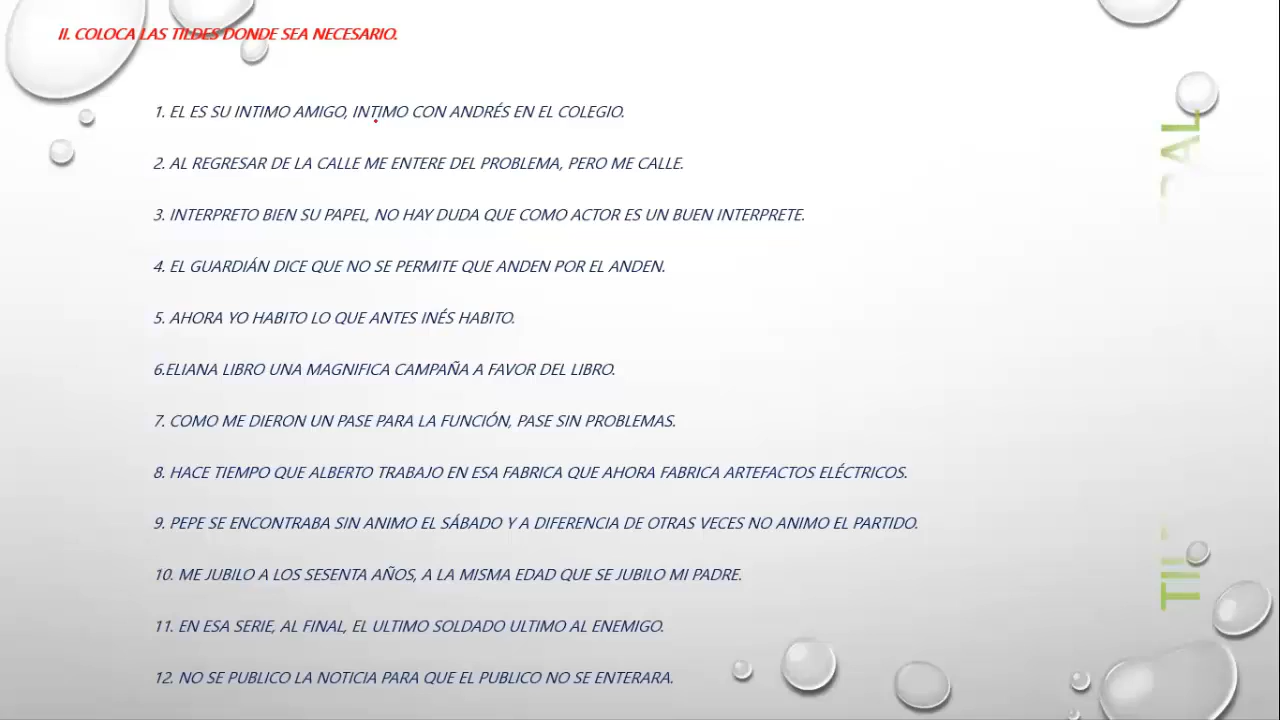 II. COLOCA LAS TILDES DONDE SEA NECESARIO.
1. EL ES SU INTIMO AMIGO, INTIMO CON ANDRÉS EN EL COLEGIO.
2. AL REGRESAR DE LA CALLE ME ENTERE DEL PROBLEMA, PERO ME CALLE.
3. INTERPRETO BIEN SU PAPEL, NO HAY DUDA QUE COMO ACTOR ES UN BUEN INTERPRETE.
4. EL GUARDIÁN DICE QUE NO SE PERMITE QUE ANDEN POR EL ANDEN.
5. AHORA YO HABITO LO QUE ANTES INÉS HABITO.
6.ELIANA LIBRO UNA MAGNIFICA CAMPAÑA A FAVOR DEL LIBRO.
7. COMO ME DIERON UN PASE PARA LA FUNCIÓN, PASE SIN PROBLEMAS.
8. HACE TIEMPO QUE ALBERTO TRABAJO EN ESA FABRICA QUE AHORA FABRICA ARTEFACTOS ELÉCTRICOS.
9. PEPE SE ENCONTRABA SIN ANIMO EL SÁBADO Y A DIFERENCIA DE OTRAS VECES NO ANIMO EL PARTIDO.
10. ME JUBILO A LOS SESENTA AÑOS, A LA MISMA EDAD QUE SE JUBILO MI PADRE.
11. EN ESA SERIE, AL FINAL, EL ULTIMO SOLDADO ULTIMO AL ENEMIGO.
12. NO SE PUBLICO LA NOTICIA PARA QUE EL PUBLICO NO SE ENTERARA.